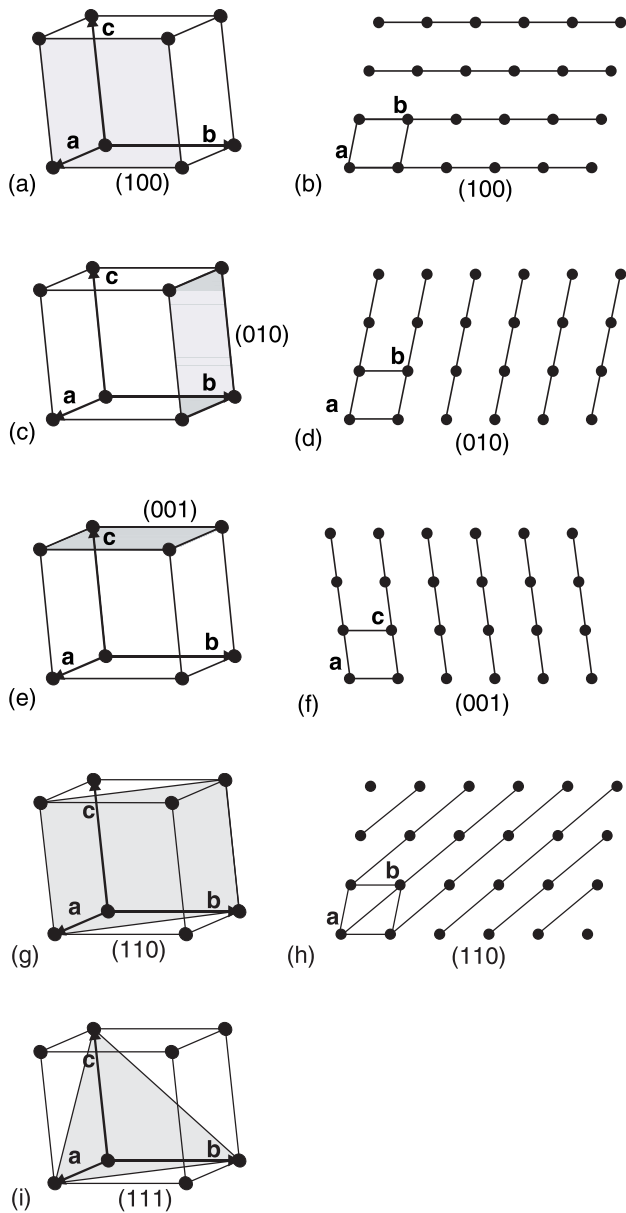 c
a b
(a) (100)
b
a
(b) (100)
c
(010)
a b
(c)
b
a
(d) (010)
(001)
c
a b
(e)
c
a
(f) (001)
c
a b
(g) (110)
b
a
(h) (110)
c
a b
(i) (111)